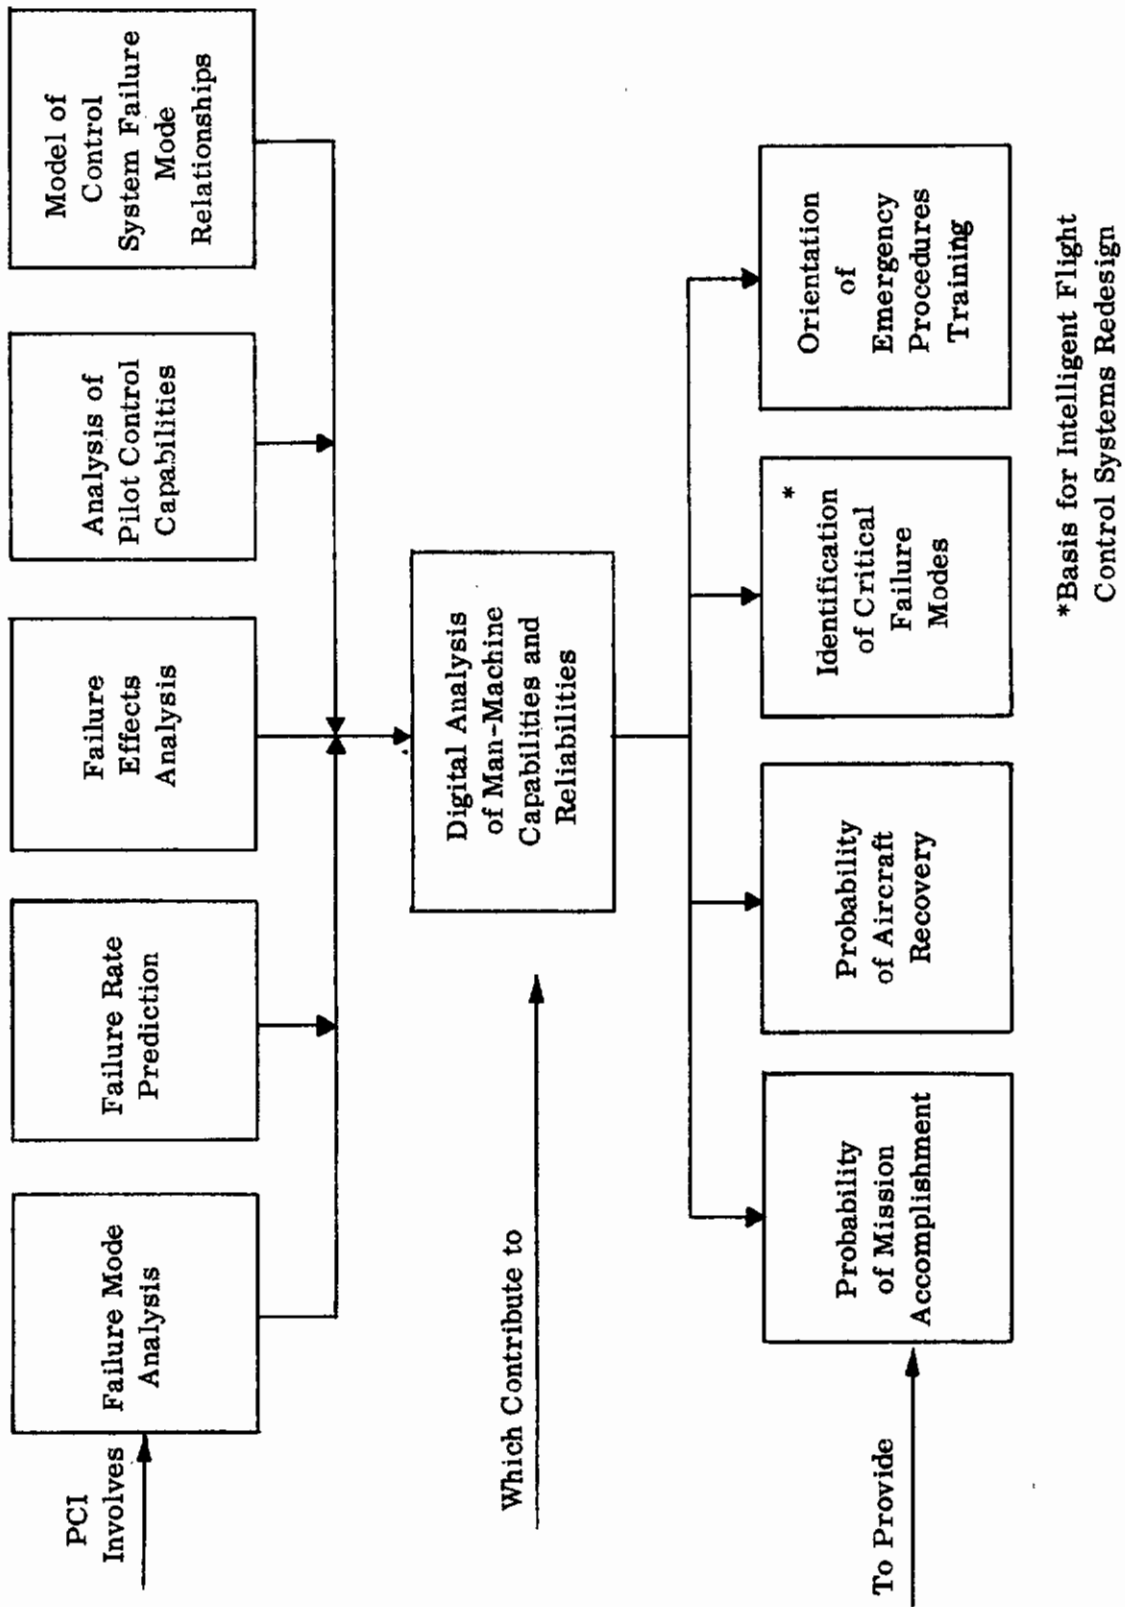 PCI
Involves
Failure Mode
Analysis
Failure Rate
Prediction
Failure
Effects
Analysis
Analysis of
Pilot Control
Capabilities
Model of
Control
System Failure
Mode
Relationships
Which Contribute to
Digital Analysis
of Man-Machine
Capabilities and
Reliabilities
To Provide
Probability
of Mission
Accomplishment
Probability
of Aircraft
Recovery
*
Identification
of Critical
Failure
Modes
Orientation
of
Emergency
Procedures
Training
*Basis for Intelligent Flight
Control Systems Redesign